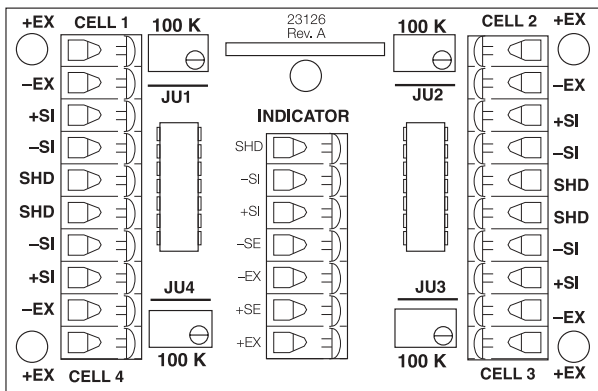 +EX CELL 1 100 K 23126 100 K CELL 2 +EX
Rev. A
–EX JU1 JU2 –EX
+SI INDICATOR +SI
–SI SHD –SI
SHD –SI SHD
SHD +SI SHD
–SI –SE –SI
+SI –EX +SI
JU4 JU3
–EX +SE –EX
+EX
100 K 100 K
+EX CELL 4 CELL 3 +EX